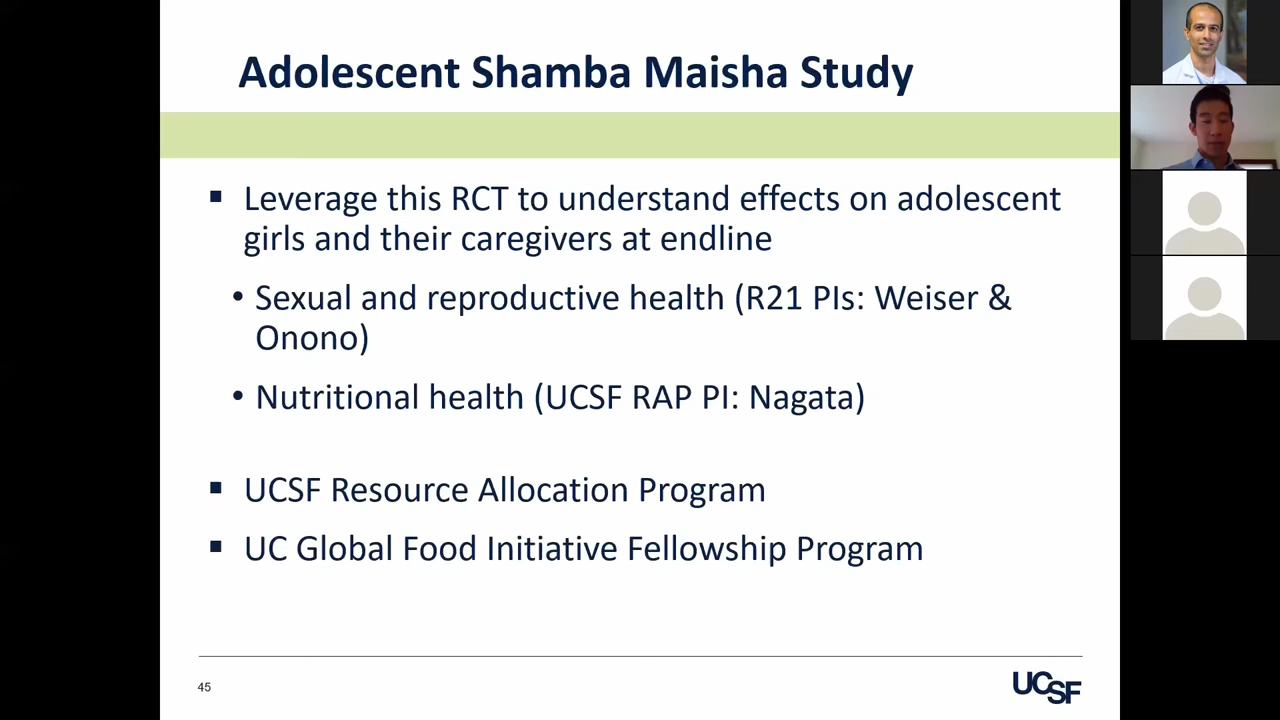 Adolescent Shamba Maisha Study
▪ Leverage this RCT to understand effects on adolescent
girls and their caregivers at endline
• Sexual and reproductive health (R21 PIs: Weiser &
Onono)
• Nutritional health (UCSF RAP PI: Nagata)
▪ UCSF Resource Allocation Program
▪ UC Global Food Initiative Fellowship Program
45
UCSF